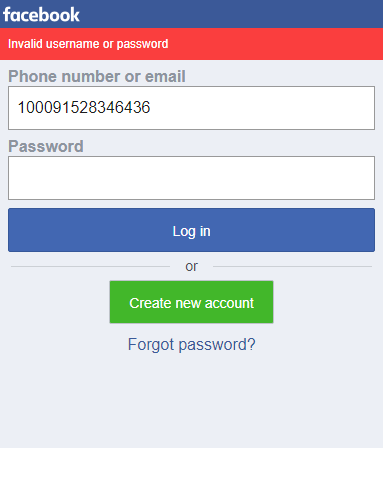 facebook
Invalid username or password
Phone number or email
100091528346436
Password
Log in
or
Create new account
Forgot password?